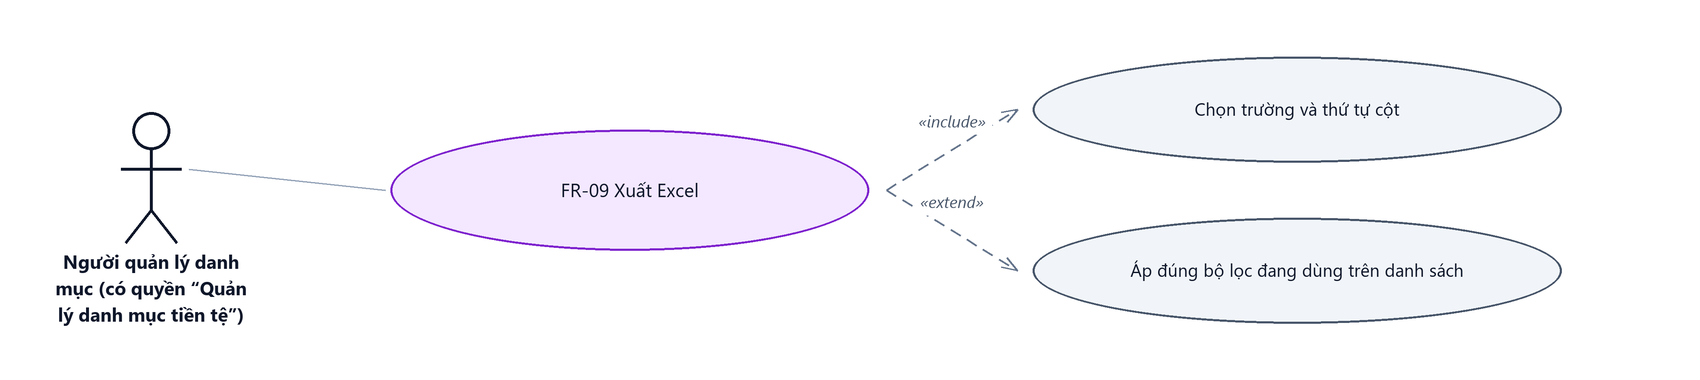 Người quản lý danh
mục (có quyền “Quản
lý danh mục tiền tệ”)
FR-09 Xuất Excel
«include»
«extend»
Chọn trường và thứ tự cột
Áp đúng bộ lọc đang dùng trên danh sách